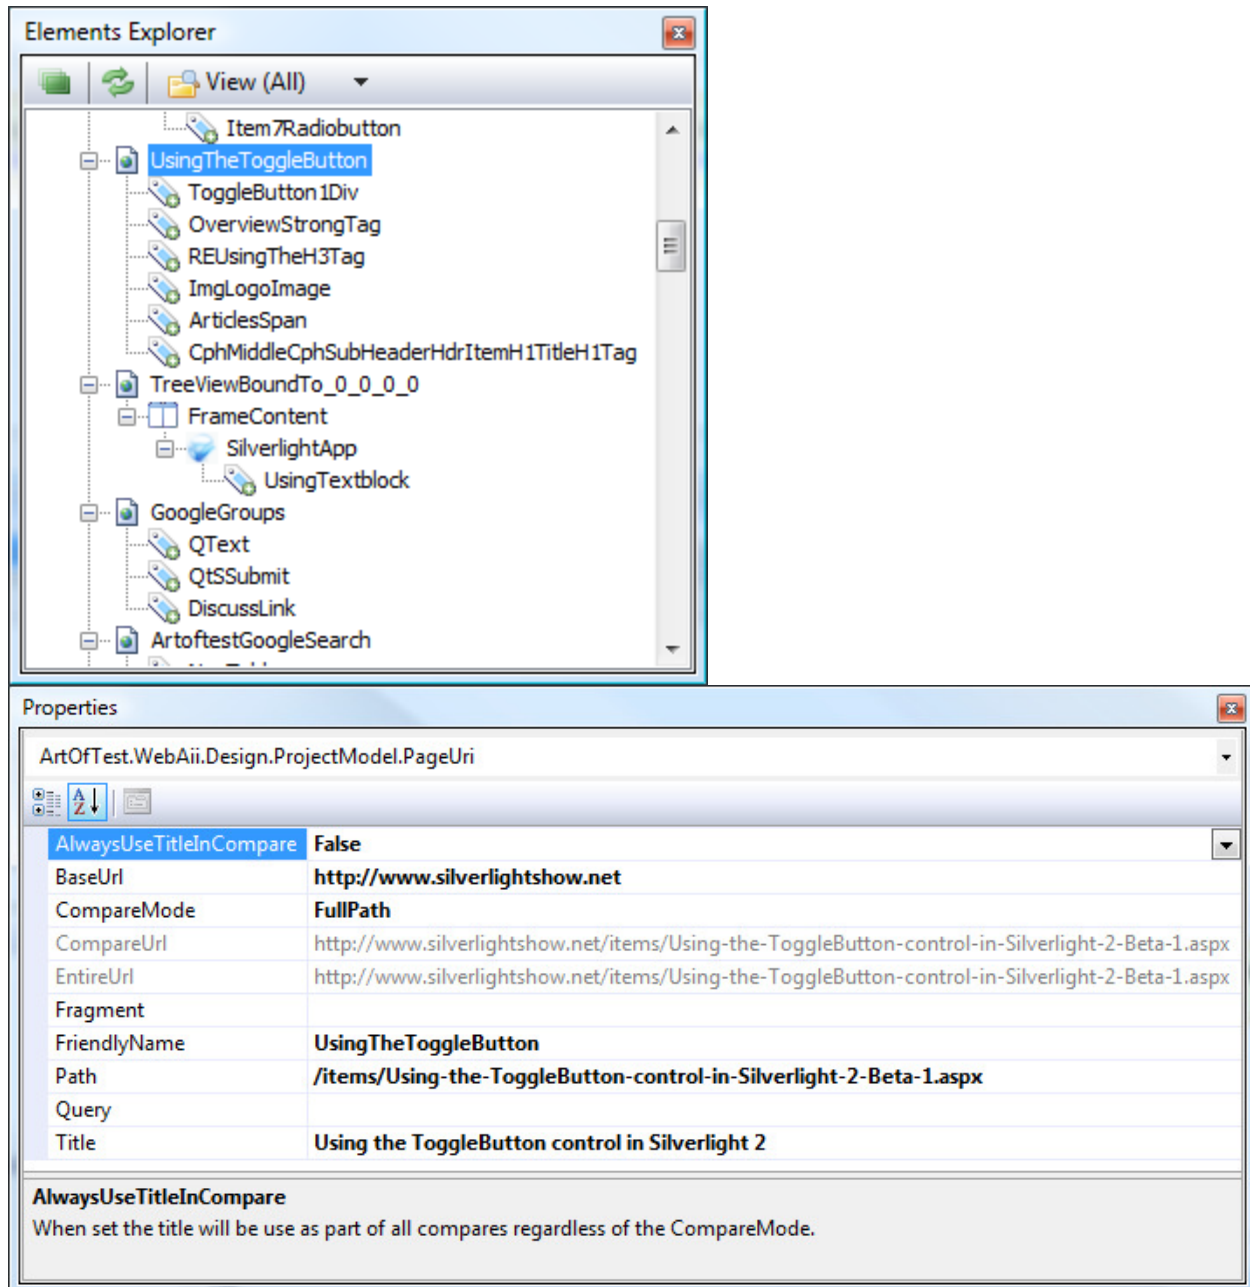 Elements Explorer
View (All)
Item7Radiobutton
UsingTheToggleButton
ToggleButton1Div
OverviewStrongTag
REUsingTheH3Tag
ImgLogoImage
ArticlesSpan
CphMiddleCphSubHeaderHdrItemH1TitleH1Tag
TreeViewBoundTo_0_0_0_0
FrameContent
SilverlightApp
UsingTextblock
GoogleGroups
QText
QtSSubmit
DiscussLink
ArtoftestGoogleSearch
Properties
ArtOfTest.WebAii.Design.ProjectModel.PageUri
AlwaysUseTitleInCompare False
BaseUrl http://www.silverlightshow.net
CompareMode FullPath
CompareUrl http://www.silverlightshow.net/items/Using-the-ToggleButton-control-in-Silverlight-2-Beta-1.aspx
EntireUrl http://www.silverlightshow.net/items/Using-the-ToggleButton-control-in-Silverlight-2-Beta-1.aspx
Fragment
FriendlyName UsingTheToggleButton
Path /items/Using-the-ToggleButton-control-in-Silverlight-2-Beta-1.aspx
Query
Title Using the ToggleButton control in Silverlight 2
AlwaysUseTitleInCompare
When set the title will be use as part of all compares regardless of the CompareMode.